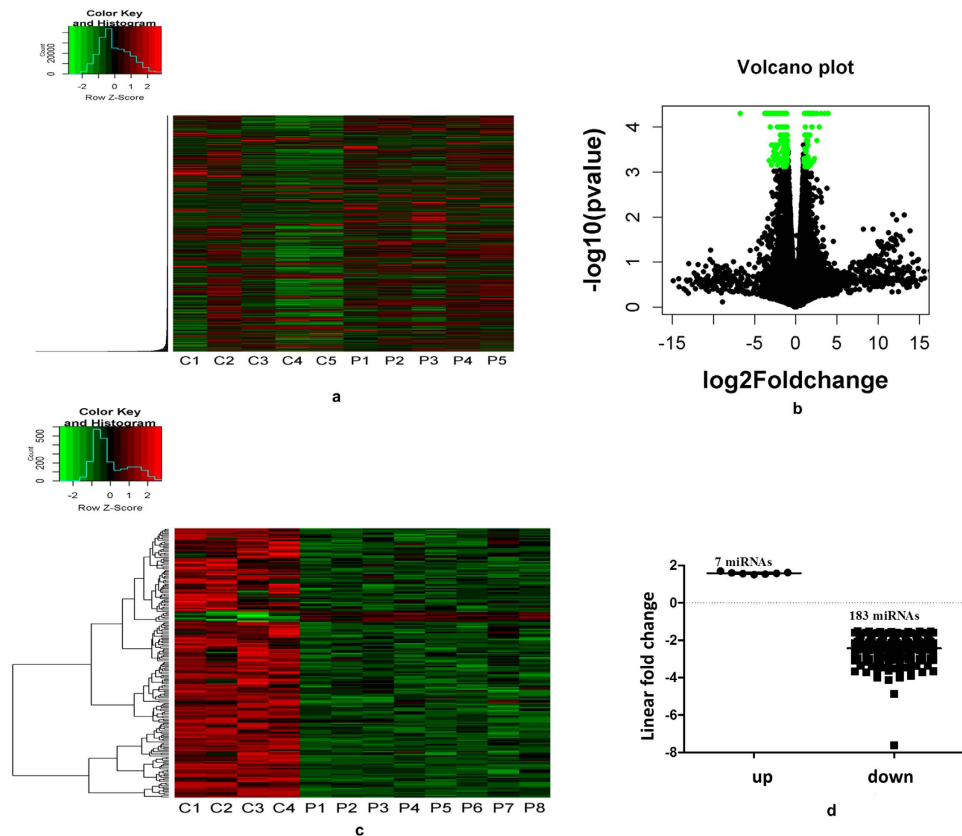 Color Key
and Histogram
Count
0 20000
-2 0 1 2
Row Z-Score
C1 C2 C3 C4 C5 P1 P2 P3 P4 P5
a
Volcano plot
-log10(pvalue)
4
3
2
1
0
-15 -10 -5 0 5 10 15
log2Foldchange
b
Color Key
and Histogram
Count
0 200 500
-2 0 1 2
Row Z-Score
C1 C2 C3 C4 P1 P2 P3 P4 P5 P6 P7 P8
c
Linear fold change
2
0
-2
-4
-6
-8
7 miRNAs
183 miRNAs
up down
d